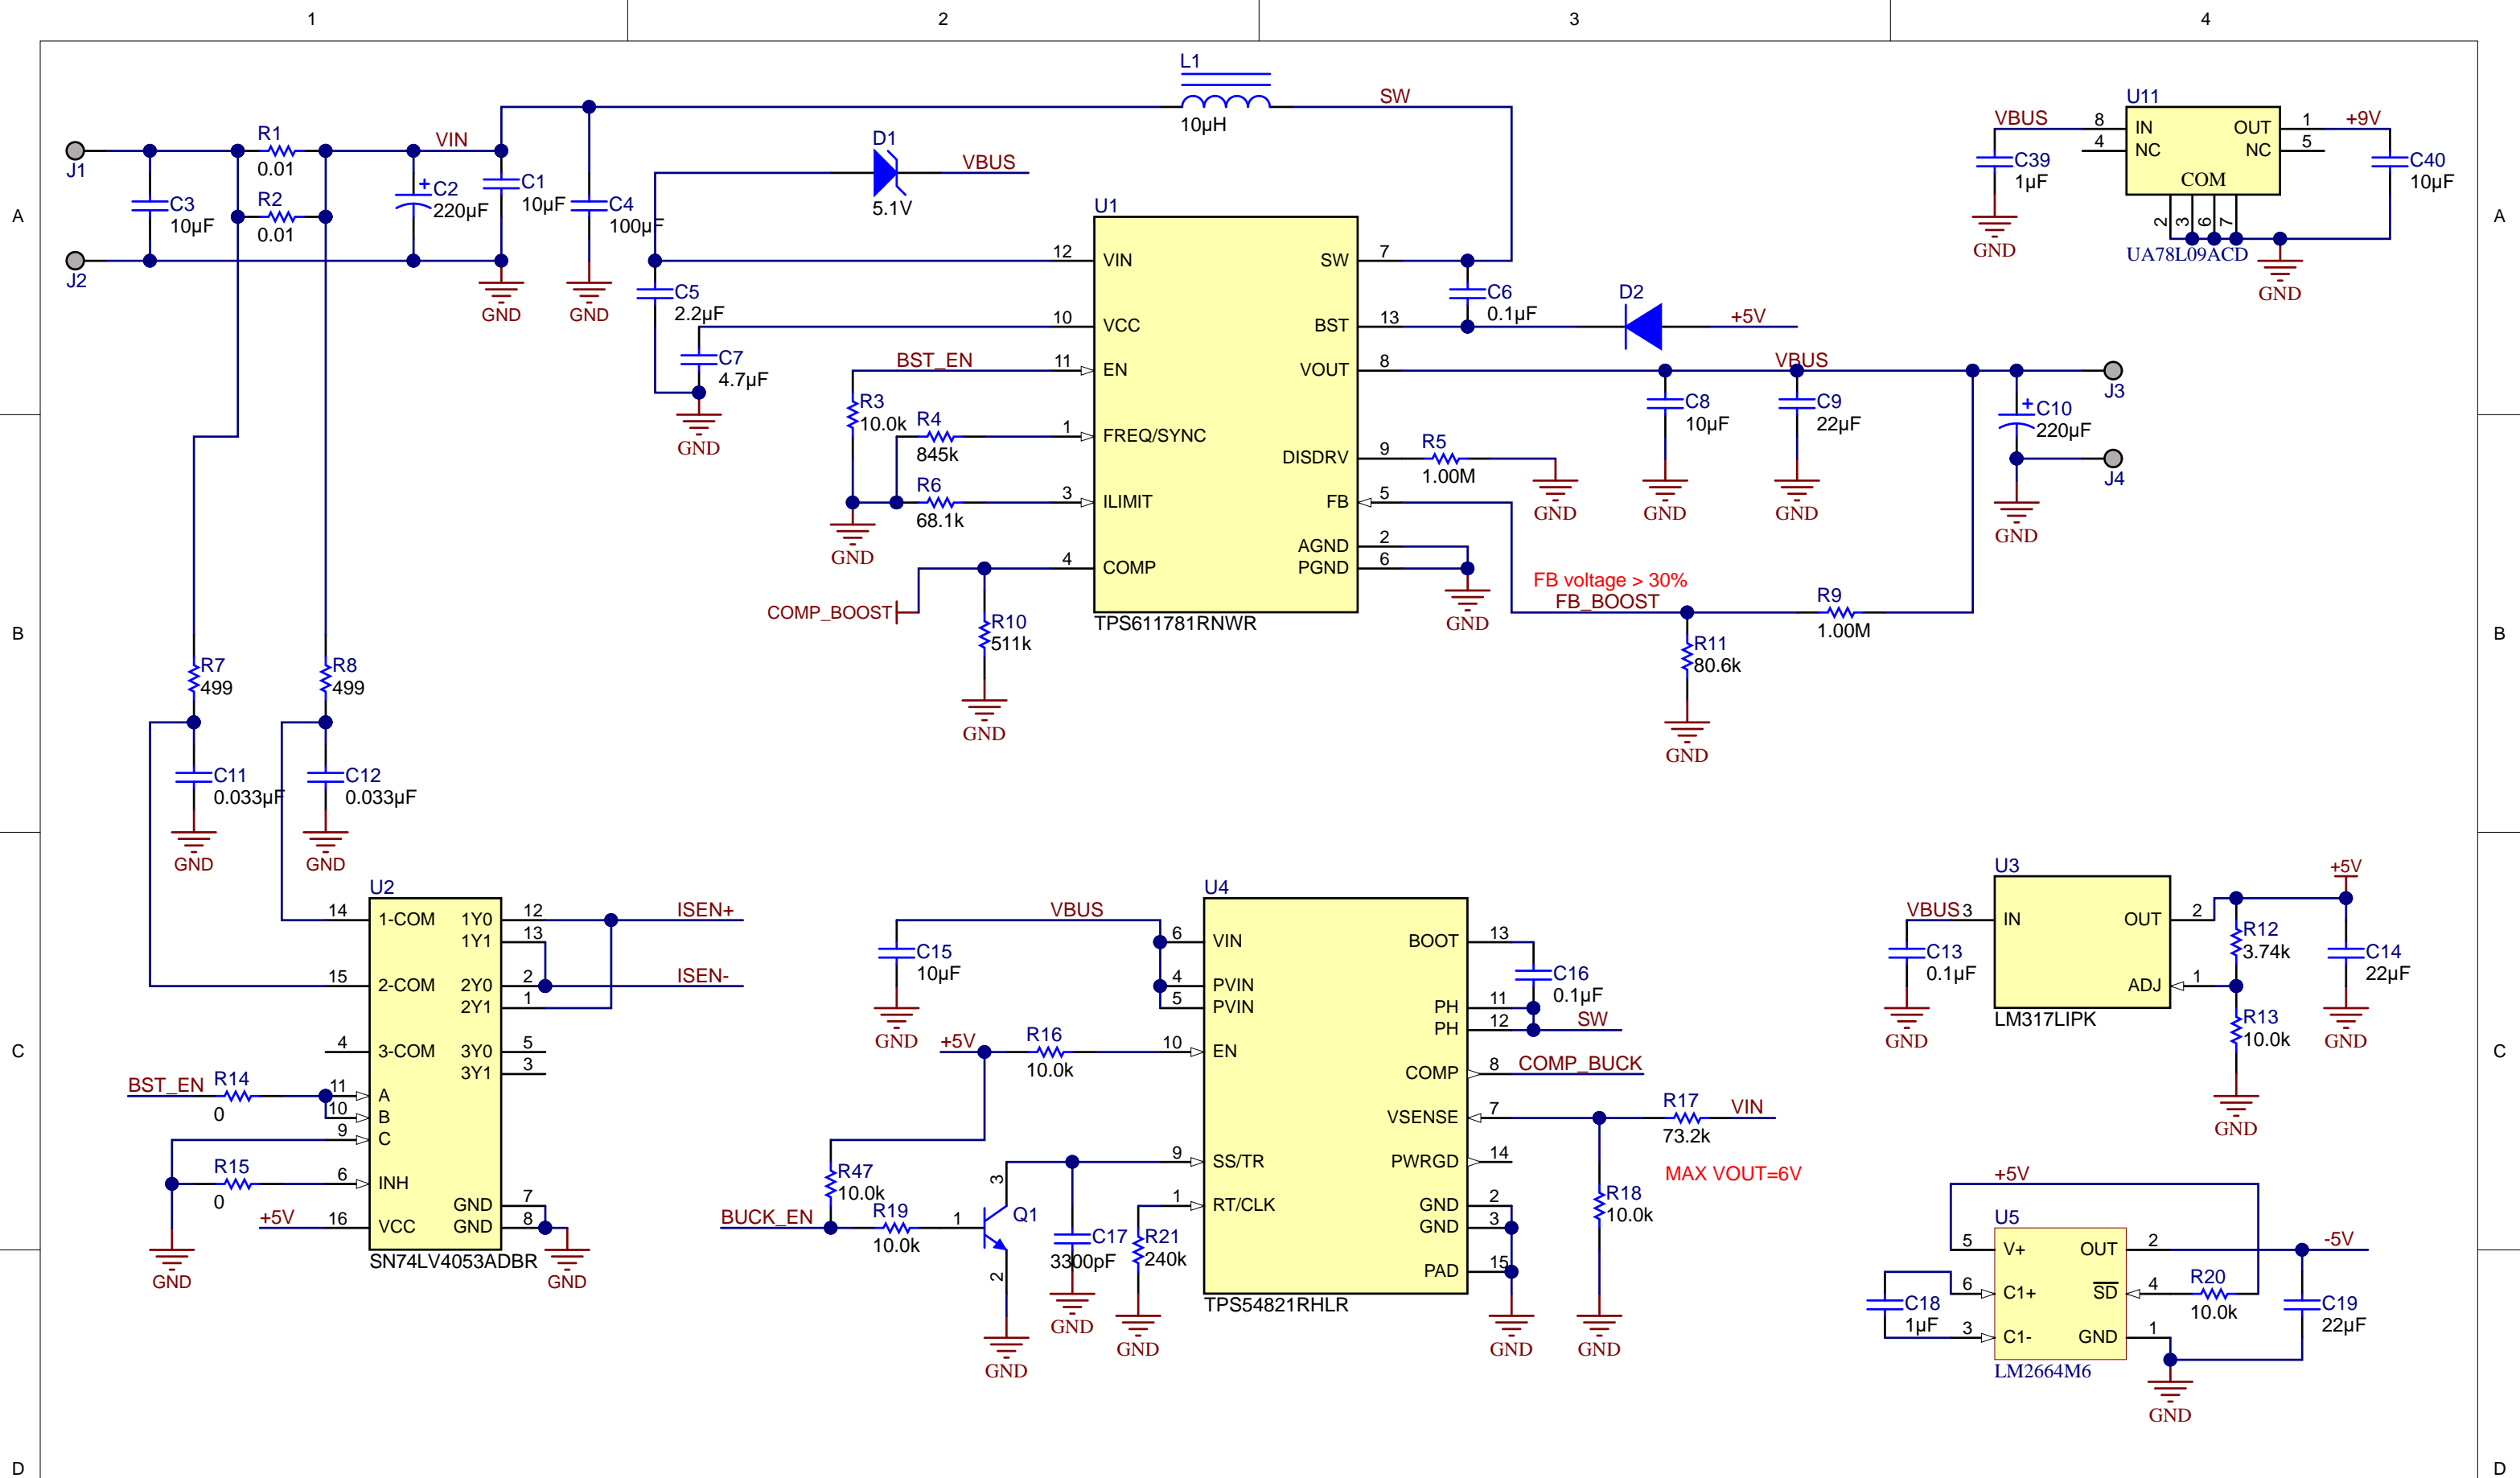 1
2
3
4
A
A
B
B
C
C
D
D
J1
J2
C3
10µF
R1
0.01
R2
0.01
VIN
C2
220µF
C1
10µF
GND
C4
100µF
GND
L1
10µH
SW
D1
5.1V
VBUS
C5
2.2µF
C7
4.7µF
GND
BST_EN
R3
10.0k
R4
845k
R6
68.1k
GND
COMP_BOOST
R10
511k
GND
U1
12 VIN
10 VCC
11 EN
1 FREQ/SYNC
3 ILIMIT
4 COMP
SW 7
BST 13
VOUT 8
DISDRV 9
FB 5
AGND 2
PGND 6
TPS611781RNWR
GND
C6
0.1µF
D2
+5V
VBUS
C8
10µF
GND
C9
22µF
GND
R5
1.00M
GND
C10
220µF
GND
J3
J4
FB voltage > 30%
FB_BOOST
R9
1.00M
R11
80.6k
GND
U11
VBUS
C39
1µF
GND
8 IN
4 NC
OUT 1
NC 5
COM
2
3
6
7
UA78L09ACD
+9V
C40
10µF
GND
R7
499
R8
499
C11
0.033µF
GND
C12
0.033µF
GND
U2
14 1-COM
15 2-COM
4 3-COM
11 A
10 B
9 C
6 INH
16 VCC
1Y0 12
1Y1 13
2Y0 2
2Y1 1
3Y0 5
3Y1 3
GND 7
GND 8
SN74LV4053ADBR
ISEN+
ISEN-
BST_EN
R14
0
R15
0
+5V
GND
GND
U4
VBUS
C15
10µF
GND
6 VIN
4 PVIN
5 PVIN
10 EN
9 SS/TR
1 RT/CLK
BOOT 13
PH 11
PH 12
COMP 8
VSENSE 7
PWRGD 14
GND 2
GND 3
PAD 15
TPS54821RHLR
+5V
R16
10.0k
R47
10.0k
BUCK_EN
R19
10.0k
Q1
1
3
2
GND
C17
3300pF
GND
R21
240k
GND
C16
0.1µF
SW
COMP_BUCK
R17
73.2k
VIN
MAX VOUT=6V
R18
10.0k
GND
GND
U3
VBUS
3 IN
OUT 2
ADJ 1
LM317LIPK
C13
0.1µF
GND
R12
3.74k
R13
10.0k
GND
+5V
C14
22µF
GND
+5V
U5
5 V+
6 C1+
3 C1-
OUT 2
SD 4
GND 1
LM2664M6
C18
1µF
R20
10.0k
-5V
C19
22µF
GND